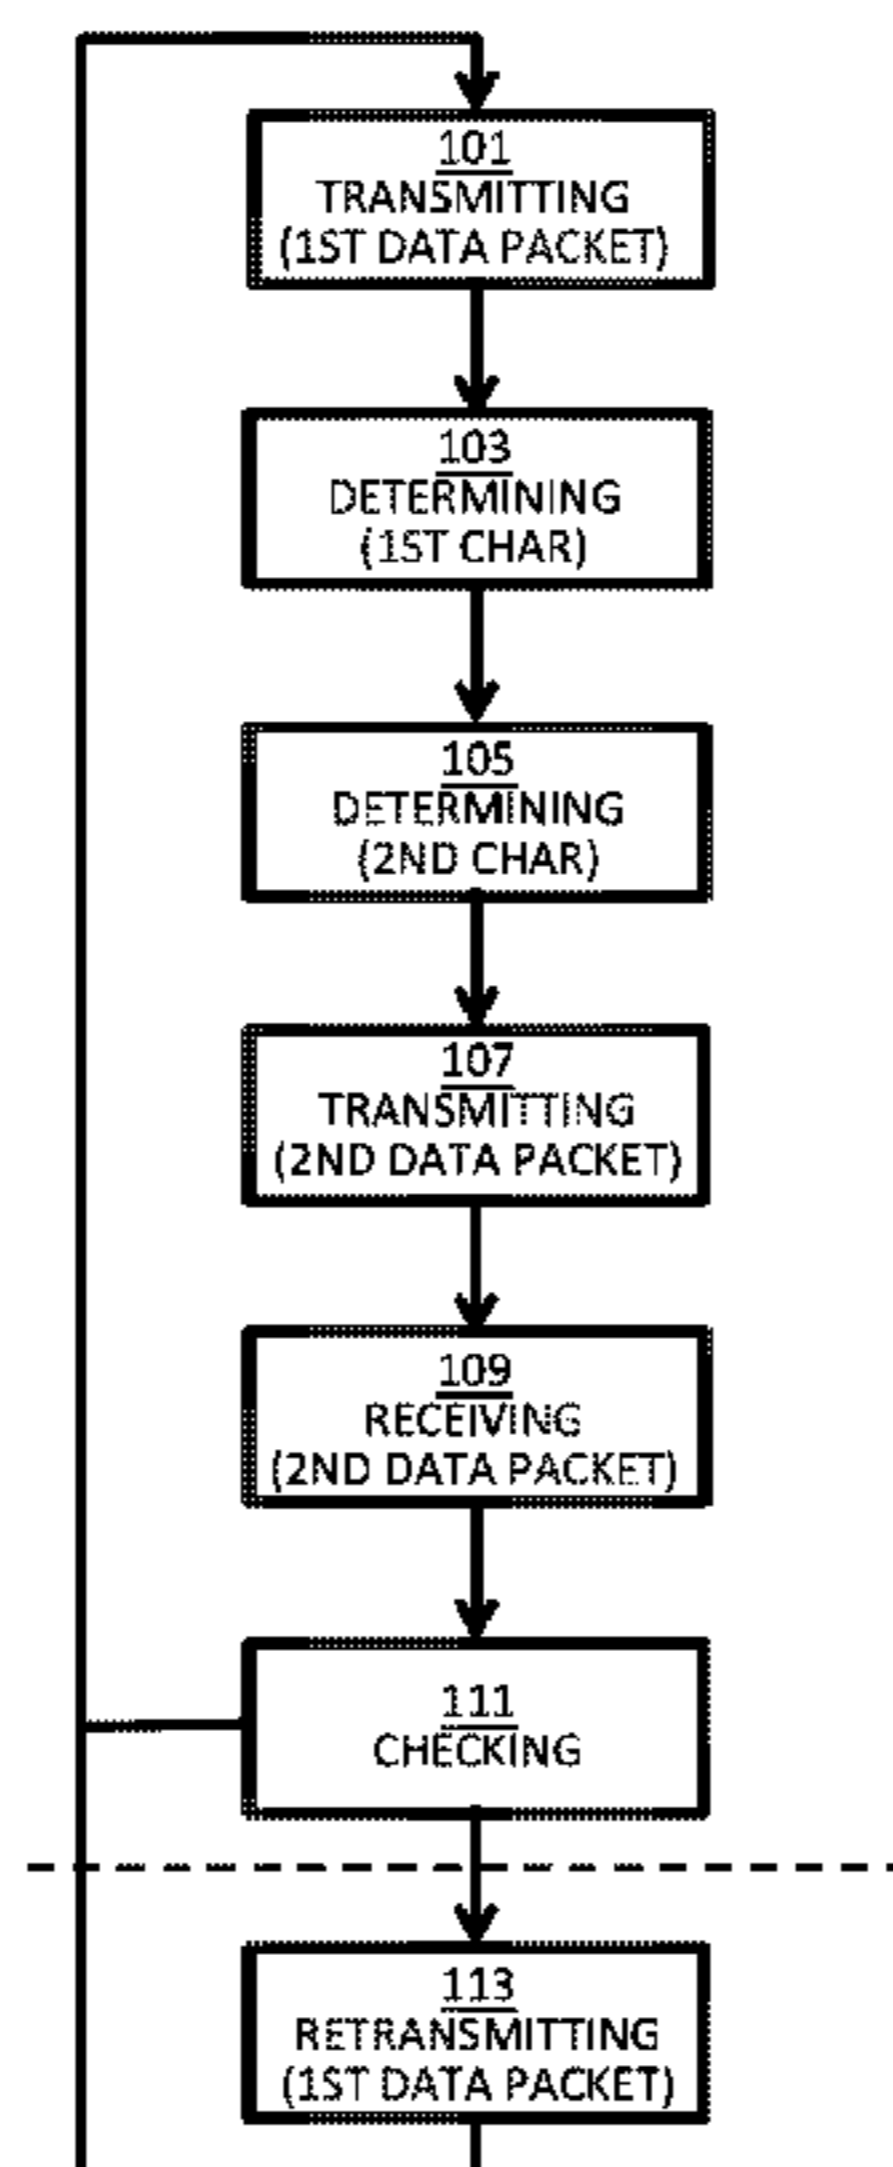 101
TRANSMITTING
(1ST DATA PACKET)
103
DETERMINING
(1ST CHAR)
105
DETERMINING
(2ND CHAR)
107
TRANSMITTING
(2ND DATA PACKET)
109
RECEIVING
(2ND DATA PACKET)
111
CHECKING
113
RETRANSMITTING
(1ST DATA PACKET)